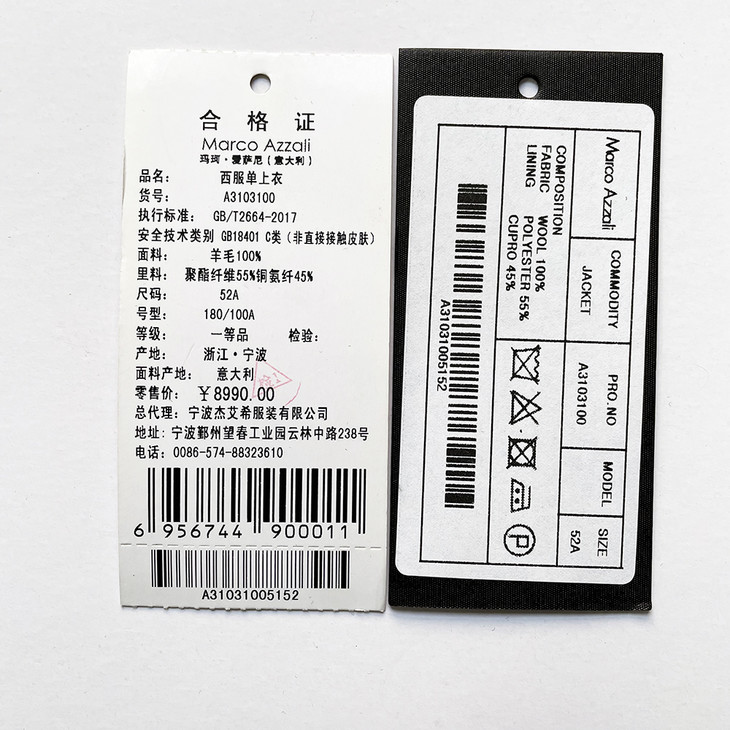 合格证
Marco Azzali
玛珂·爱萨尼(意大利)
品名: 西服单上衣
货号: A3103100
执行标准: GB/T2664-2017
安全技术类别 GB18401 C类(非直接接触皮肤)
面料: 羊毛100%
里料: 聚酯纤维55%铜氨纤45%
尺码: 52A
号型: 180/100A
等级: 一等品 检验:
产地: 浙江·宁波
面料产地: 意大利
零售价: ¥8990.00
总代理: 宁波杰艾希服装有限公司
地址: 宁波鄞州望春工业园云林中路238号
电话: 0086-574-88323610
6 956744 900011
A31031005152
Marco Azzali
COMMODITY PRO.NO MODEL SIZE
JACKET A3103100 52A
COMPOSITION
FABRIC WOOL 100%
LINING POLYESTER 55%
CUPRO 45%
P
A31031005152